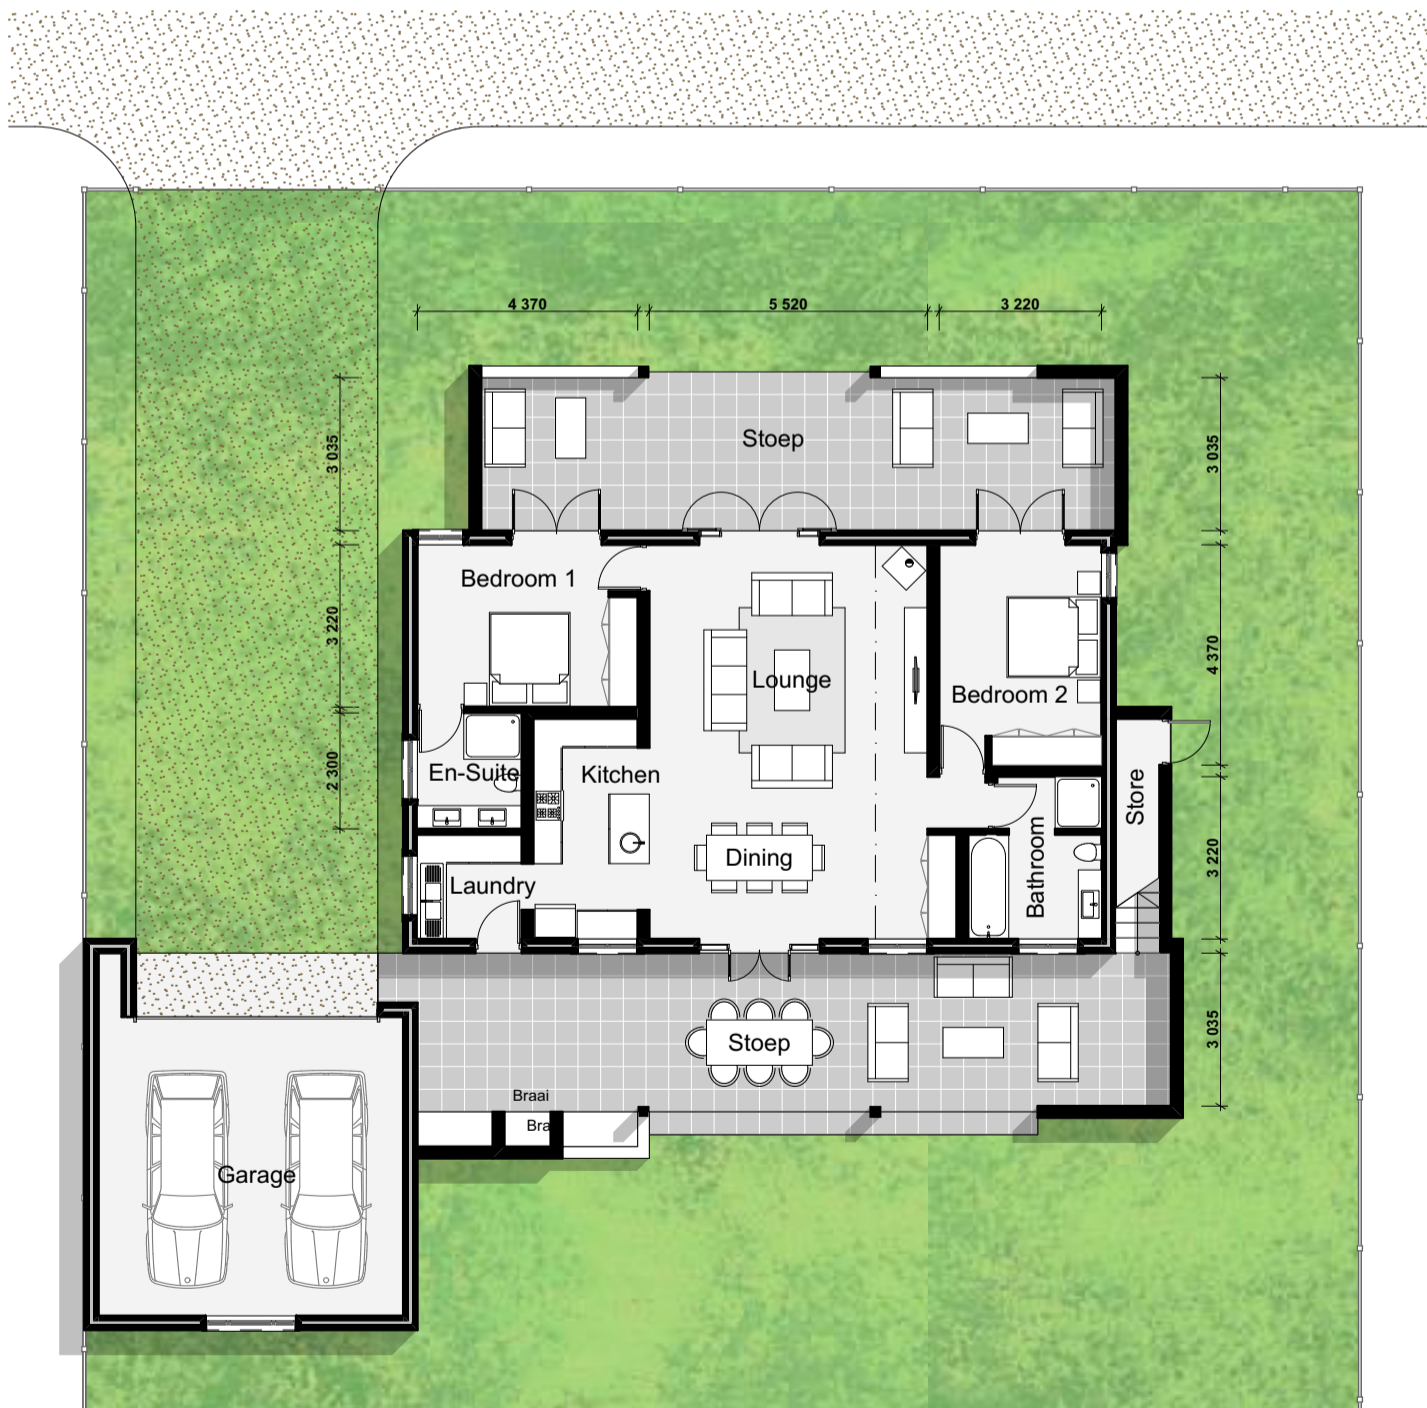 4 370
5 520
3 220
3 035
Stoep
3 035
Bedroom 1
3 220
Lounge
Bedroom 2
4 370
2 300
En-Suite
Kitchen
Store
Dining
Bathroom
3 220
Laundry
Stoep
3 035
Braai
Bra
Garage